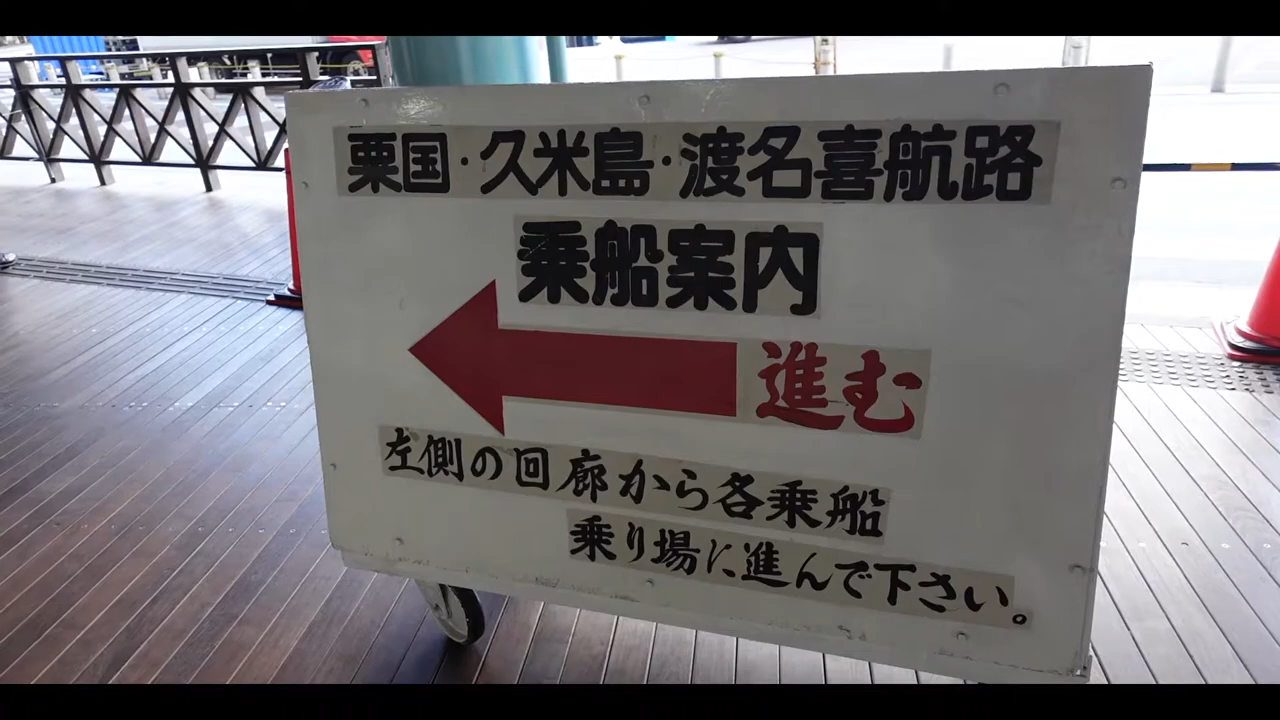 粟国・久米島・渡名喜航路
乗船案内
進む
左側の回廊から各乗船
乗り場に進んで下さい。